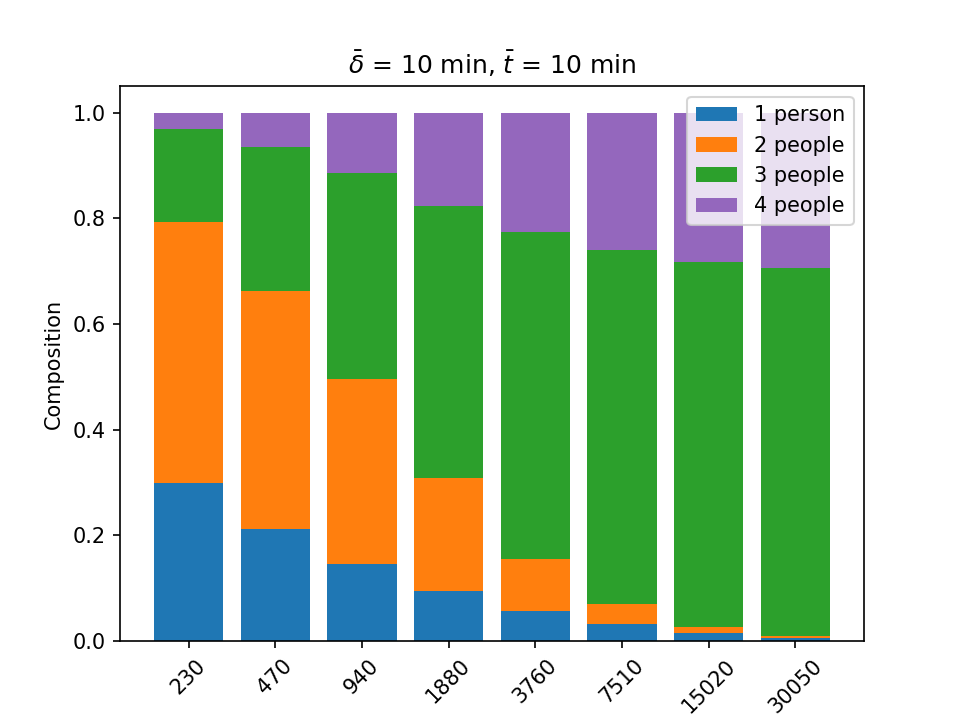 δ̄ = 10 min, t̄ = 10 min
1 person
2 people
3 people
4 people
Composition
1.0
0.8
0.6
0.4
0.2
0.0
230 470 940 1880 3760 7510 15020 30050